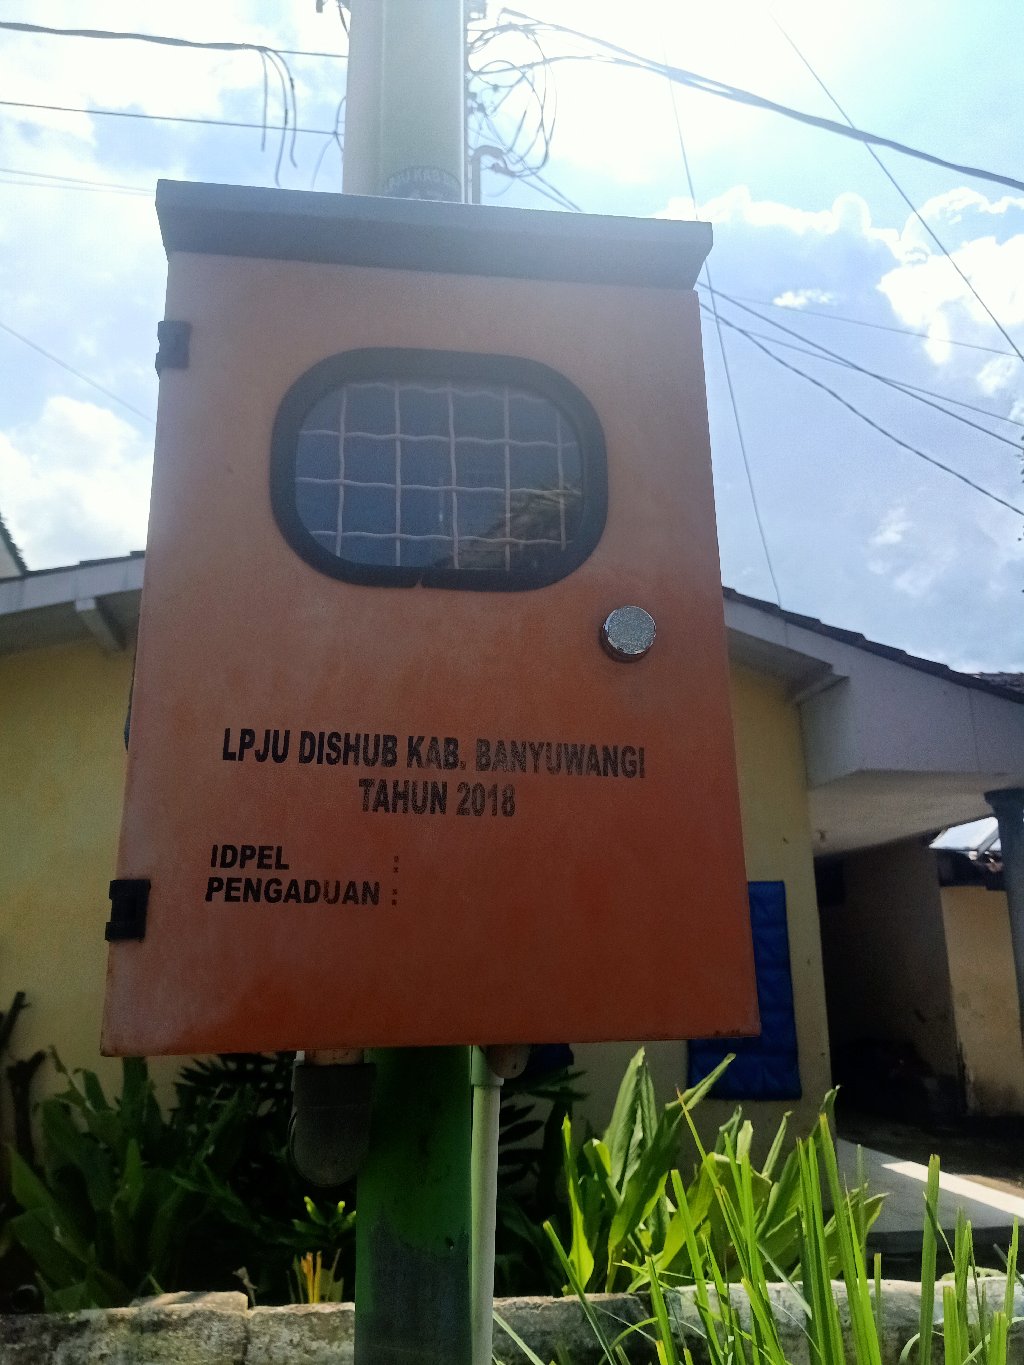 LPJU DISHUB KAB. BANYUWANGI
TAHUN 2018
IDPEL :
PENGADUAN :